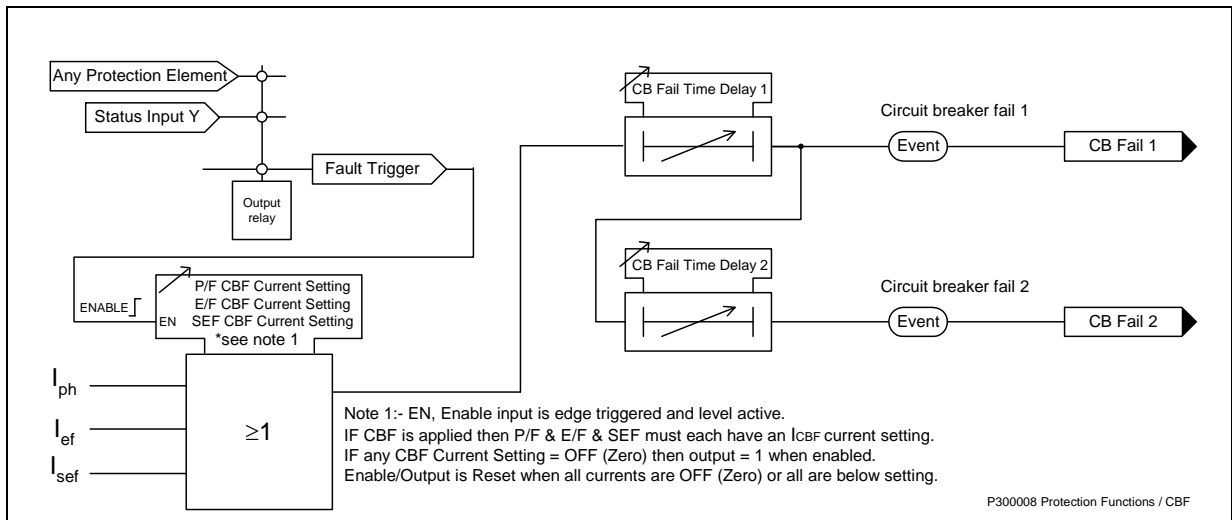 Any Protection Element
Status Input Y
Fault Trigger
Output
relay
ENABLE
EN
P/F CBF Current Setting
E/F CBF Current Setting
SEF CBF Current Setting
*see note 1
Iph
Ief
Isef
≥1
CB Fail Time Delay 1
Circuit breaker fail 1
Event
CB Fail 1
CB Fail Time Delay 2
Circuit breaker fail 2
Event
CB Fail 2
Note 1:- EN, Enable input is edge triggered and level active.
IF CBF is applied then P/F & E/F & SEF must each have an ICBF current setting.
IF any CBF Current Setting = OFF (Zero) then output = 1 when enabled.
Enable/Output is Reset when all currents are OFF (Zero) or all are below setting.
P300008 Protection Functions / CBF